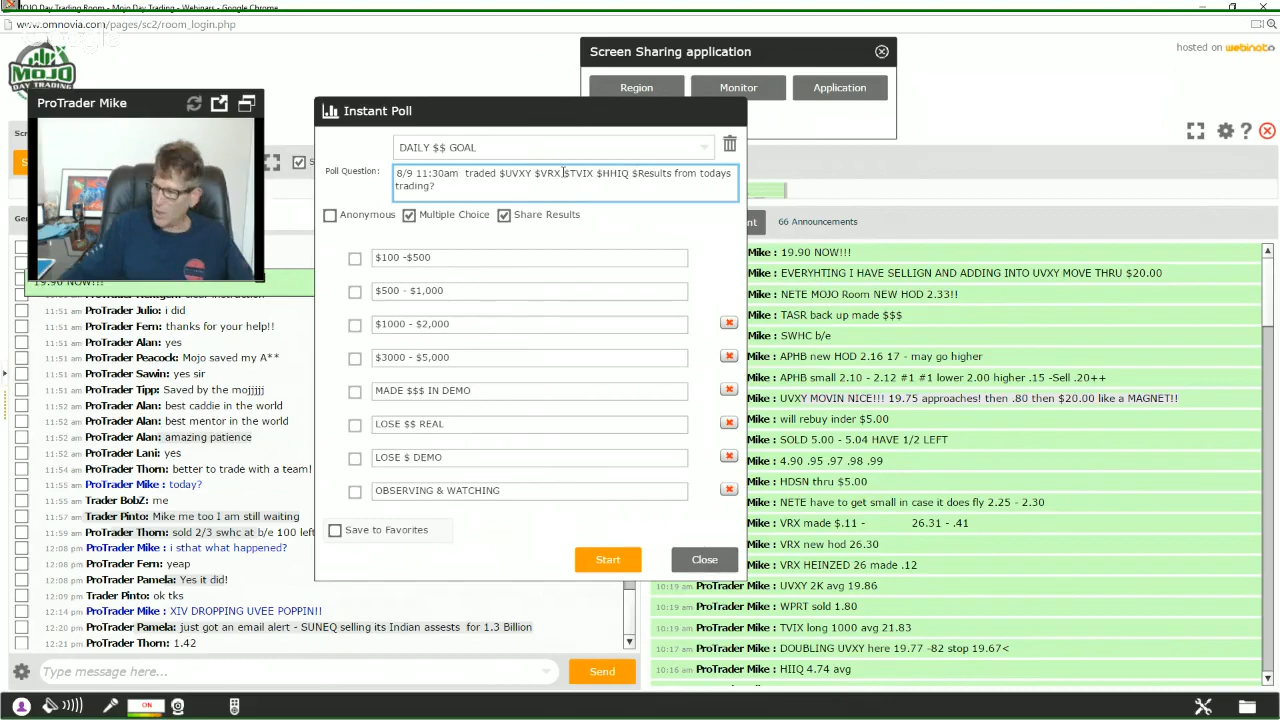 MOJO Day Trading Room - Mojo Day Trading - Webinars - Google Chrome
www.omnovia.com/pages/sc2/room_login.php
MOJO
DAY TRADING
hosted on webinato
Screen Sharing application
Region
Monitor
Application
ProTrader Mike
Instant Poll
DAILY $$ GOAL
Poll Question:
8/9 11:30am traded $UVXY $VRX $TVIX $HHIQ $Results from todays
trading?
Anonymous
Multiple Choice
Share Results
$100 -$500
$500 - $1,000
$1000 - $2,000
$3000 - $5,000
MADE $$$ IN DEMO
LOSE $$ REAL
LOSE $ DEMO
OBSERVING & WATCHING
Save to Favorites
Start
Close
19.90 NOW!!!
11:51 am ProTrader Julio: i did
11:51 am ProTrader Fern: thanks for your help!!
11:51 am ProTrader Alan: yes
11:51 am ProTrader Peacock: Mojo saved my A**
11:51 am ProTrader Sawin: yes sir
11:51 am ProTrader Tipp: Saved by the mojjjjj
11:52 am ProTrader Alan: best caddie in the world
11:52 am ProTrader Alan: best mentor in the world
11:52 am ProTrader Alan: amazing patience
11:52 am ProTrader Lani: yes
11:54 am ProTrader Thorn: better to trade with a team!
11:55 am ProTrader Mike: today?
11:55 am Trader BobZ: me
11:57 am Trader Pinto: Mike me too I am still waiting
11:59 am ProTrader Thorn: sold 2/3 swhc at b/e 100 left
12:08 pm ProTrader Mike: i sthat what happened?
12:08 pm ProTrader Fern: yeap
12:08 pm ProTrader Pamela: Yes it did!
12:09 pm Trader Pinto: ok tks
12:14 pm ProTrader Mike: XIV DROPPING UVEE POPPIN!!
12:20 pm ProTrader Pamela: just got an email alert - SUNEQ selling its Indian assests for 1.3 Billion
12:21 pm ProTrader Thorn: 1.42
Type message here...
Send
ON
66 Announcements
Mike : 19.90 NOW!!!
Mike : EVERYHTING I HAVE SELLIGN AND ADDING INTO UVXY MOVE THRU $20.00
Mike : NETE MOJO Room NEW HOD 2.33!!
Mike : TASR back up made $$$
Mike : SWHC b/e
Mike : APHB new HOD 2.16 17 - may go higher
Mike : APHB small 2.10 - 2.12 #1 #1 lower 2.00 higher .15 -Sell .20++
Mike : UVXY MOVIN NICE!!! 19.75 approaches! then .80 then $20.00 like a MAGNET!!
Mike : will rebuy inder $5.00
Mike : SOLD 5.00 - 5.04 HAVE 1/2 LEFT
Mike : 4.90 .95 .97 .98 .99
Mike : HDSN thru $5.00
Mike : NETE have to get small in case it does fly 2.25 - 2.30
Mike : VRX made $.11 - 26.31 - .41
Mike : VRX new hod 26.30
Mike : VRX HEINZED 26 made .12
10:19 am ProTrader Mike : UVXY 2K avg 19.86
10:19 am ProTrader Mike : WPRT sold 1.80
10:19 am ProTrader Mike : TVIX long 1000 avg 21.83
10:17 am ProTrader Mike : DOUBLING UVXY here 19.77 -82 stop 19.67<
10:16 am ProTrader Mike : HIIQ 4.74 avg